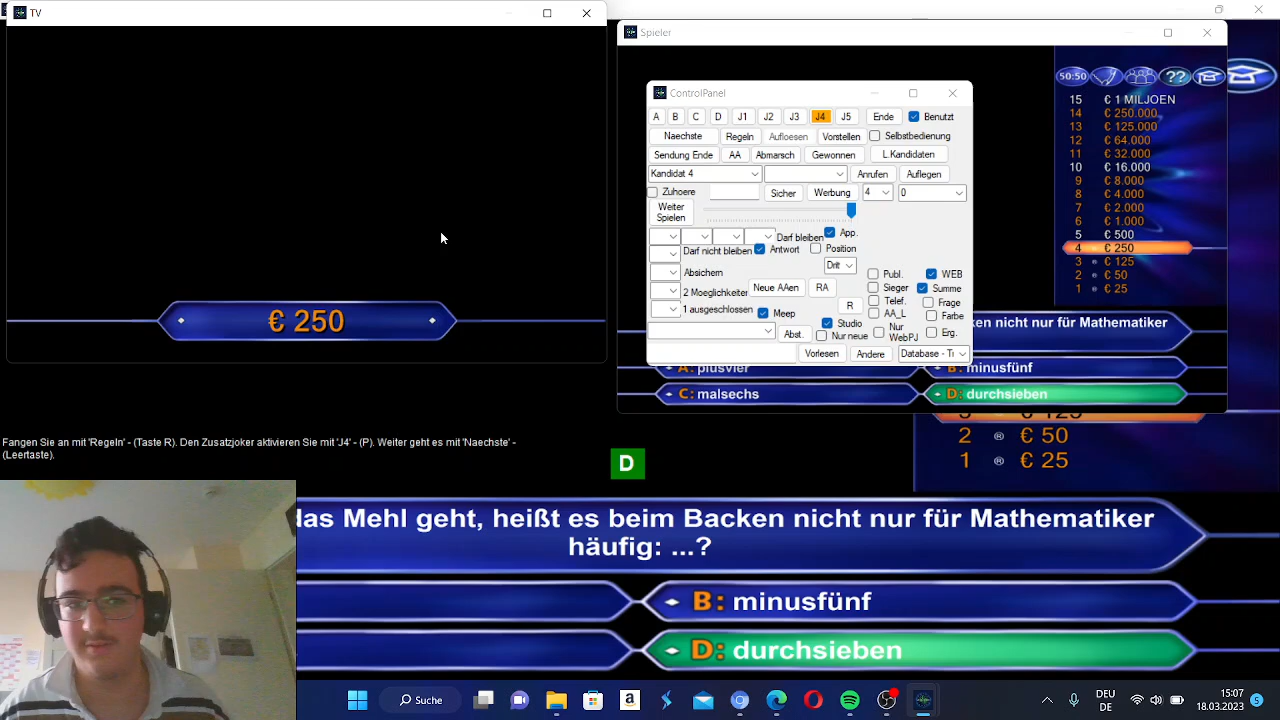 TV
Spieler
ControlPanel
A B C D J1 J2 J3 J4 J5 Ende Benutzt
Naechste Regeln Aufloesen Vorstellen Selbstbedienung
Sendung Ende AA Abmarsch Gewonnen L.Kandidaten
Kandidat 4 Anrufen Auflegen
Zuhoere Sicher Werbung 4 0
Weiter
Spielen
Darf bleiben App.
Darf nicht bleiben Antwort Position
Absichern Drit
Publ. WEB
2 Moeglichkeiter Neue AAen RA Sieger Summe
Telef. Frage
1 ausgeschlossen Meep R AA_L Farbe
Abst. Studio Nur
WebPJ Erg.
Nur neue
Vorlesen Andere Database - Ti
50:50 ??
15 € 1 MILJOEN
14 € 250.000
13 € 125.000
12 € 64.000
11 € 32.000
10 € 16.000
9 € 8.000
8 € 4.000
7 € 2.000
6 € 1.000
5 € 500
4 € 250
3 € 125
2 € 50
1 € 25
€ 250
ken nicht nur für Mathematiker
A: plusvier
B: minusfünf
C: malsechs
D: durchsieben
3 € 125
2 ® € 50
1 ® € 25
Fangen Sie an mit 'Regeln' - (Taste R). Den Zusatzjoker aktivieren Sie mit 'J4' - (P). Weiter geht es mit 'Naechste' -
(Leertaste).
D
das Mehl geht, heißt es beim Backen nicht nur für Mathematiker
häufig: ...?
B: minusfünf
D: durchsieben
Suche
DEU
DE
15:07
18.03.2023
5